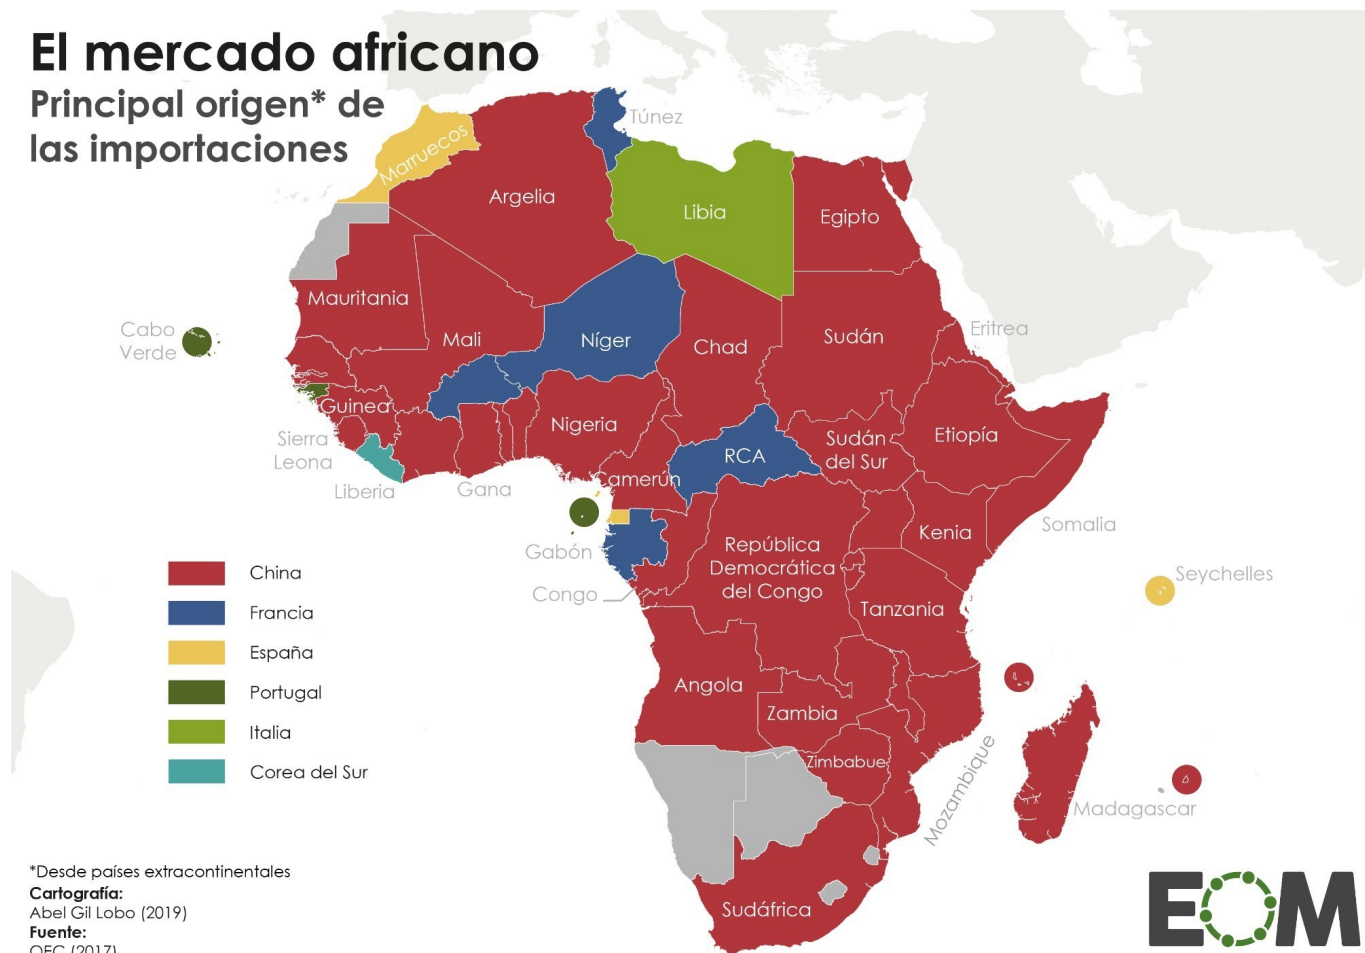 El mercado africano
Principal origen* de
las importaciones
Túnez
Marruecos
Argelia
Libia
Egipto
Mauritania
Mali
Níger
Chad
Sudán
Eritrea
Cabo
Verde
Guinea
Nigeria
Etiopía
Sudán
del Sur
RCA
Sierra
Leona
Liberia
Gana
Camerún
Kenia
Somalia
Gabón
República
Democrática
del Congo
Seychelles
Congo
Tanzania
Angola
Zambia
Zimbabue
Mozambique
Madagascar
Sudáfrica
China
Francia
España
Portugal
Italia
Corea del Sur
*Desde países extracontinentales
Cartografía:
Abel Gil Lobo (2019)
Fuente:
OEC (2017)
EOM